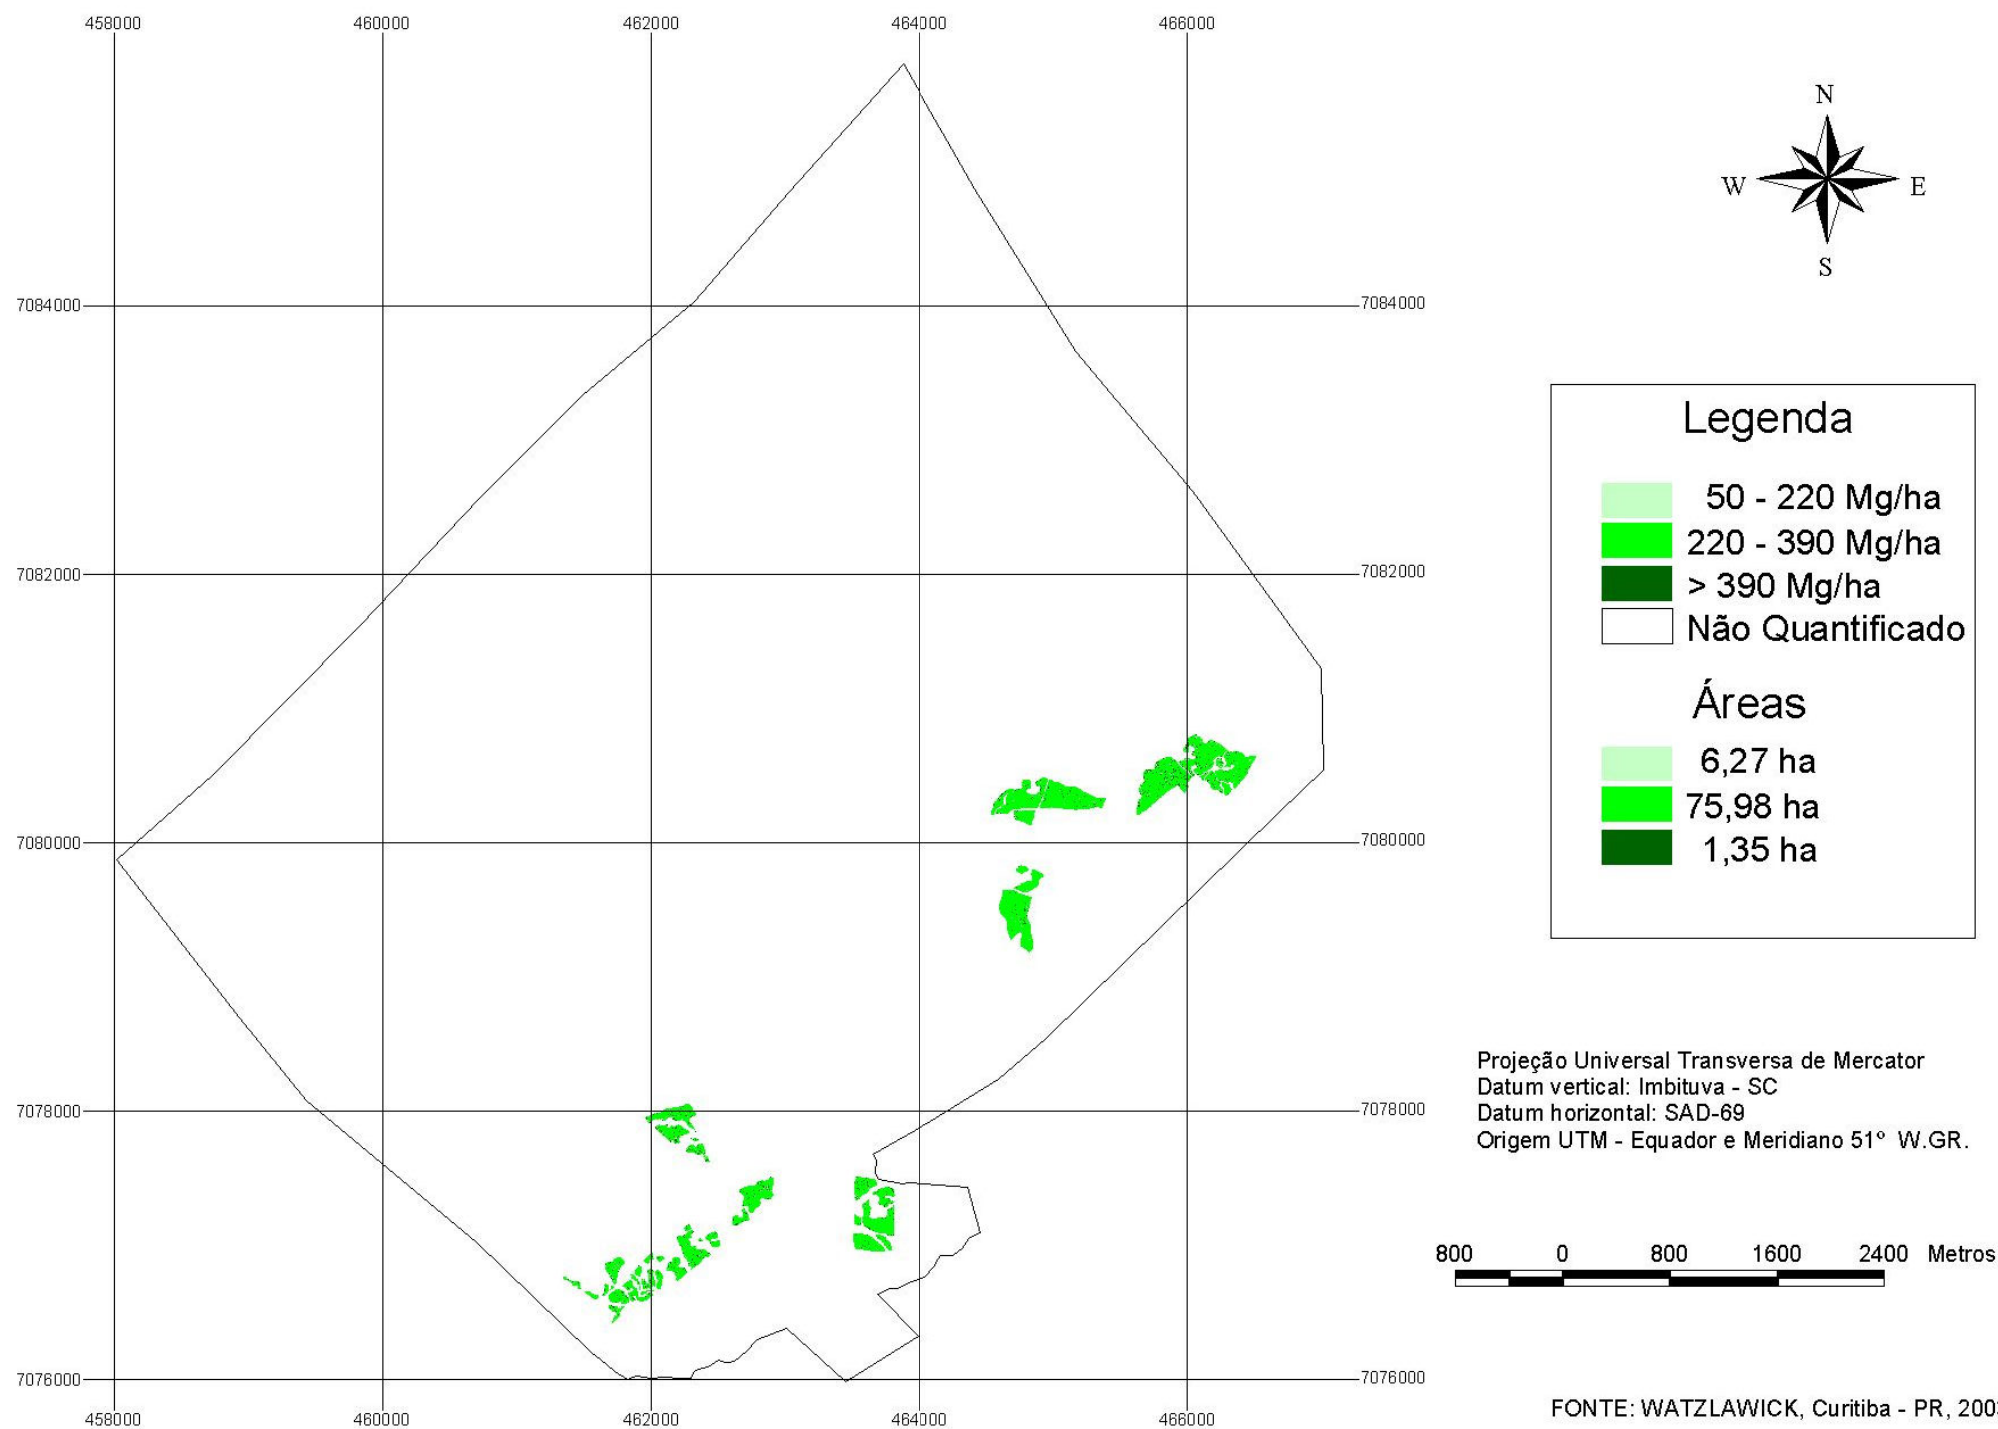 458000 460000 462000 464000 466000
N
W E
S
7084000 7084000
Legenda
50 - 220 Mg/ha
220 - 390 Mg/ha
> 390 Mg/ha
Não Quantificado
7082000 7082000
Áreas
6,27 ha
75,98 ha
1,35 ha
7080000 7080000
Projeção Universal Transversa de Mercator
Datum vertical: Imbituva - SC
Datum horizontal: SAD-69
Origem UTM - Equador e Meridiano 51º W.GR.
7078000 7078000
800 0 800 1600 2400 Metros
7076000 7076000
458000 460000 462000 464000 466000
FONTE: WATZLAWICK, Curitiba - PR,